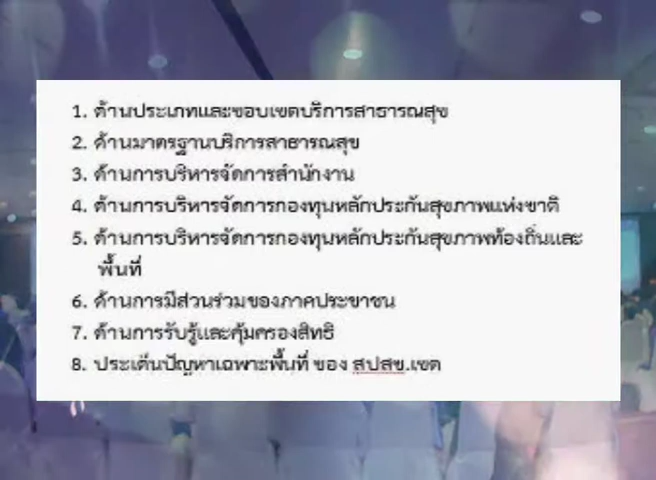 1. ด้านประเภทและขอบเขตบริการสาธารณสุข
2. ด้านมาตรฐานบริการสาธารณสุข
3. ด้านการบริหารจัดการสำนักงาน
4. ด้านการบริหารจัดการกองทุนหลักประกันสุขภาพแห่งชาติ
5. ด้านการบริหารจัดการกองทุนหลักประกันสุขภาพท้องถิ่นและ
พื้นที่
6. ด้านการมีส่วนร่วมของภาคประชาชน
7. ด้านการรับรู้และคุ้มครองสิทธิ
8. ประเด็นปัญหาเฉพาะพื้นที่ ของ สปสช.เขต